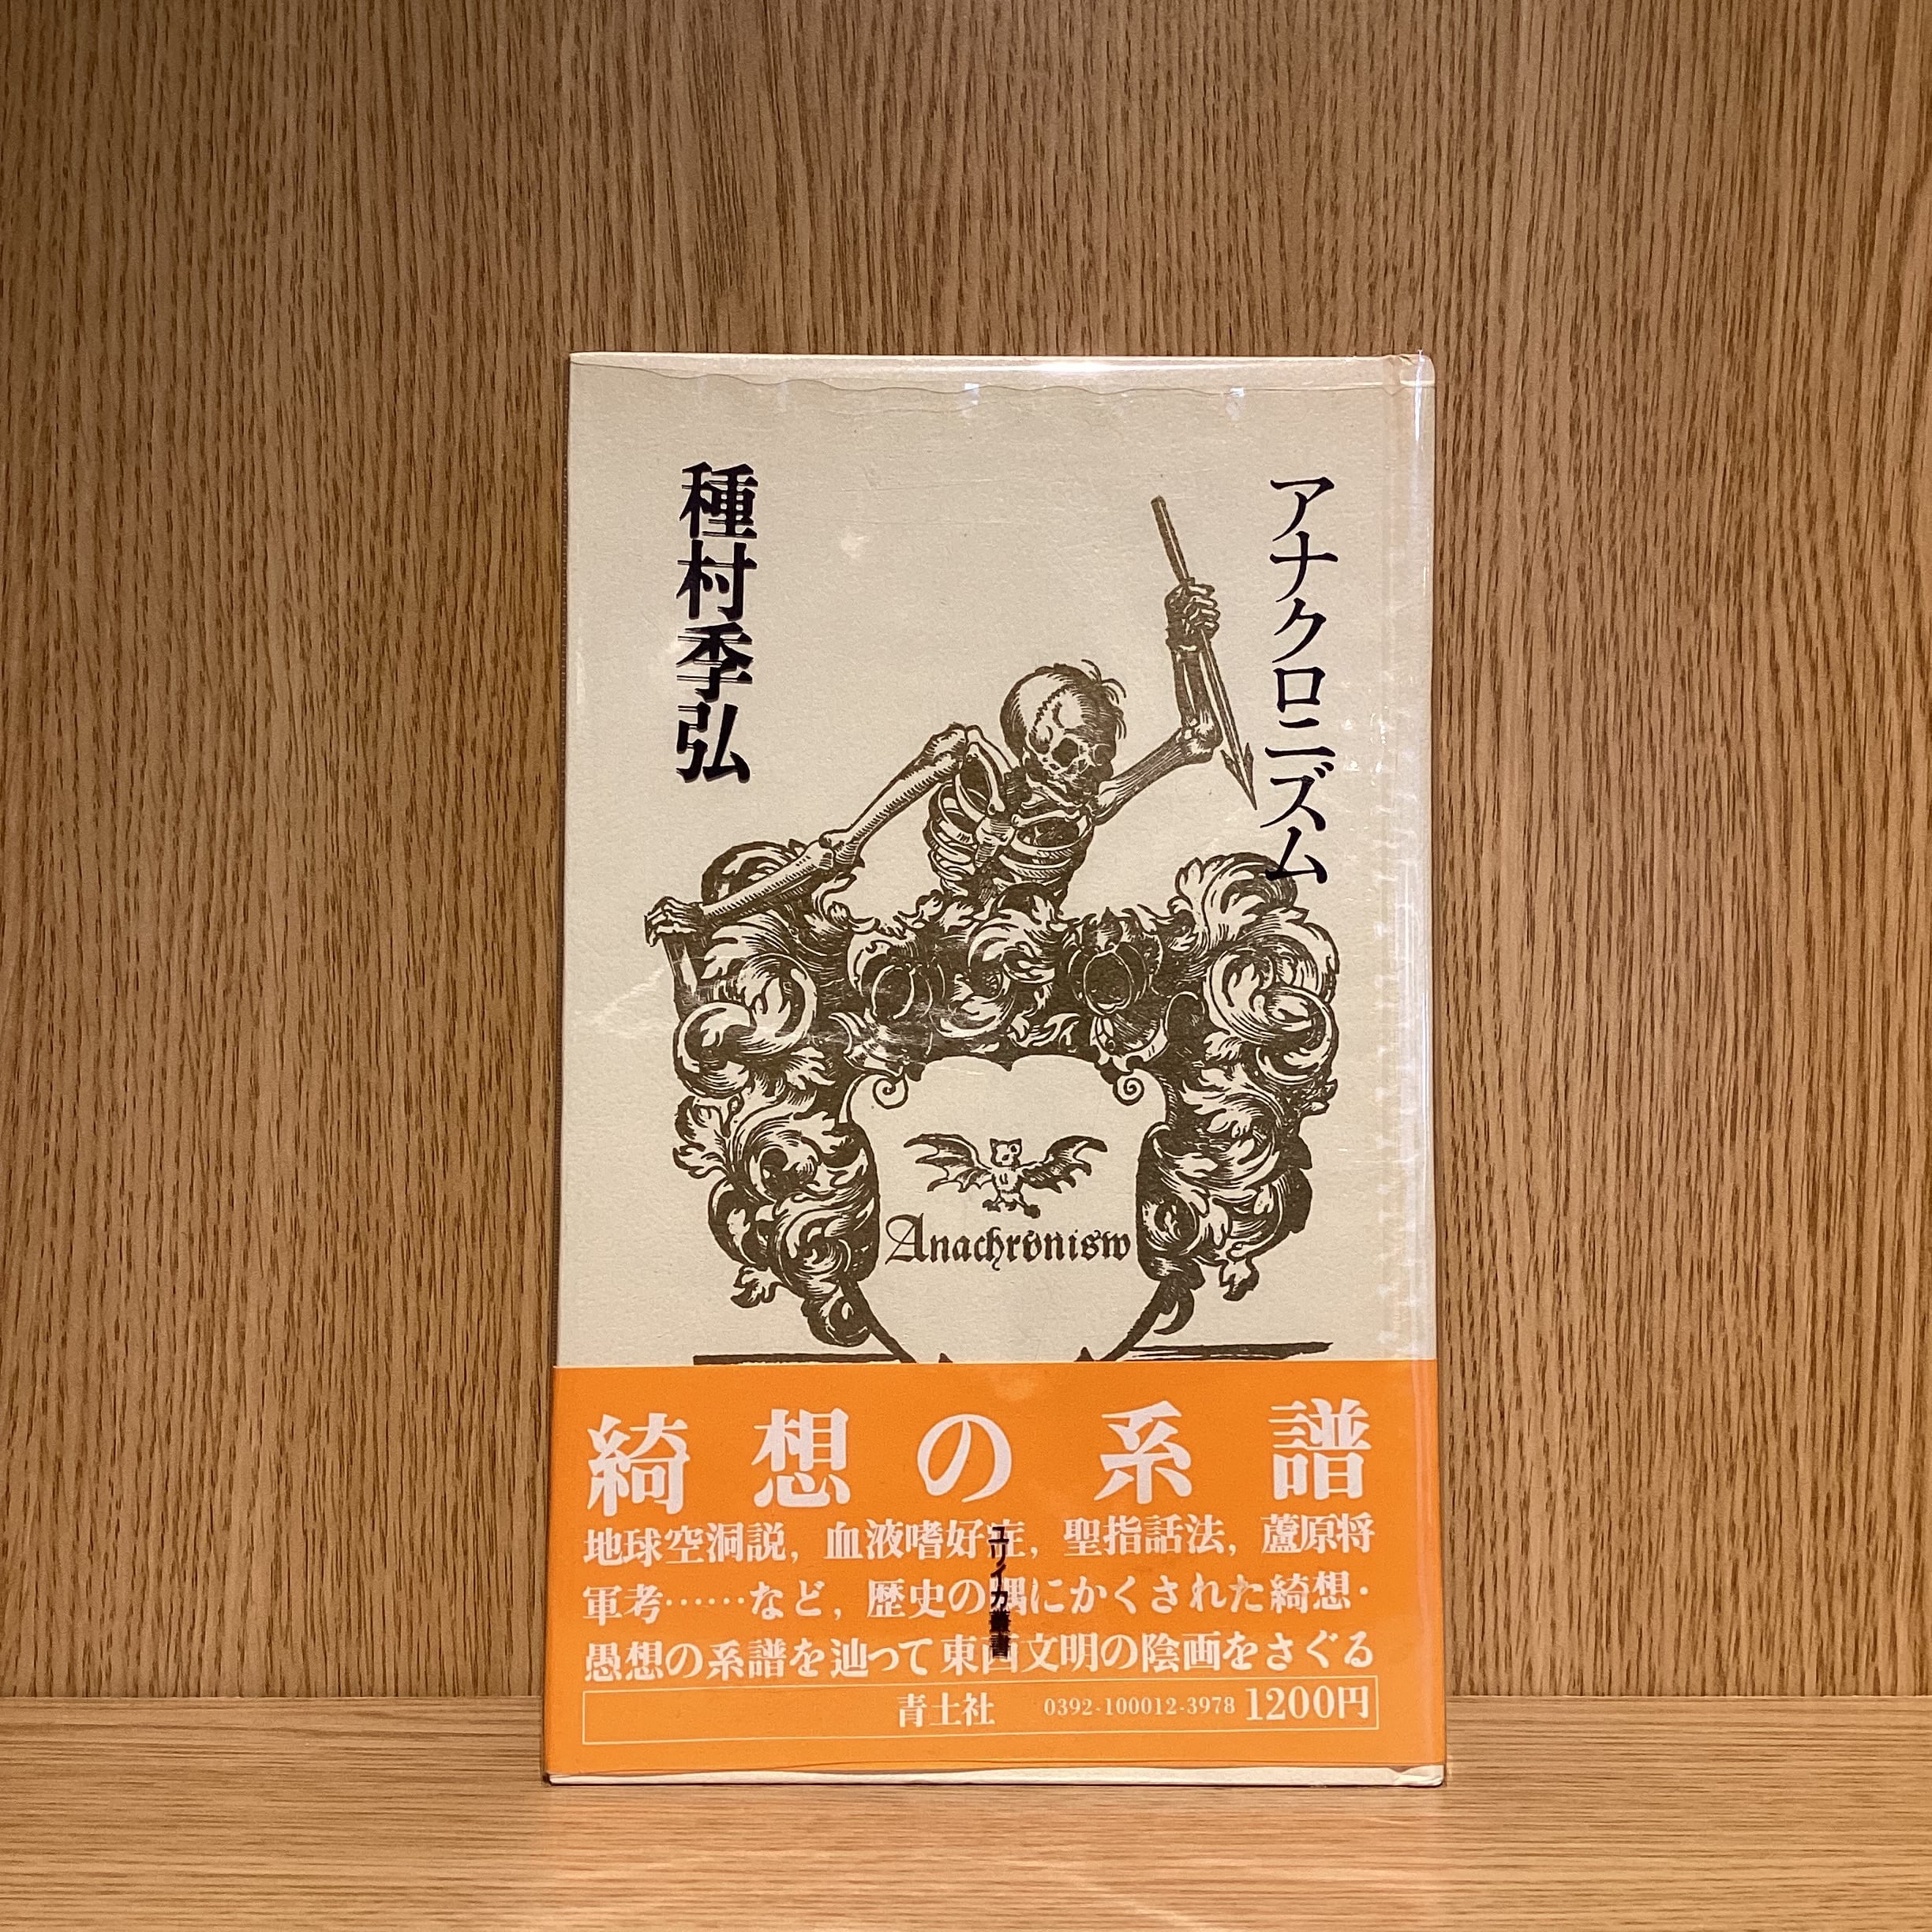 アナクロニズム
種村季弘
Anachronism
綺想の系譜
地球空洞説，血液嗜好症，聖指話法，蘆原将
軍考……など，歴史の隅にかくされた綺想・
愚想の系譜を辿って東西文明の陰画をさぐる
ユリイカ叢書
青土社 0392-100012-3978 1200円